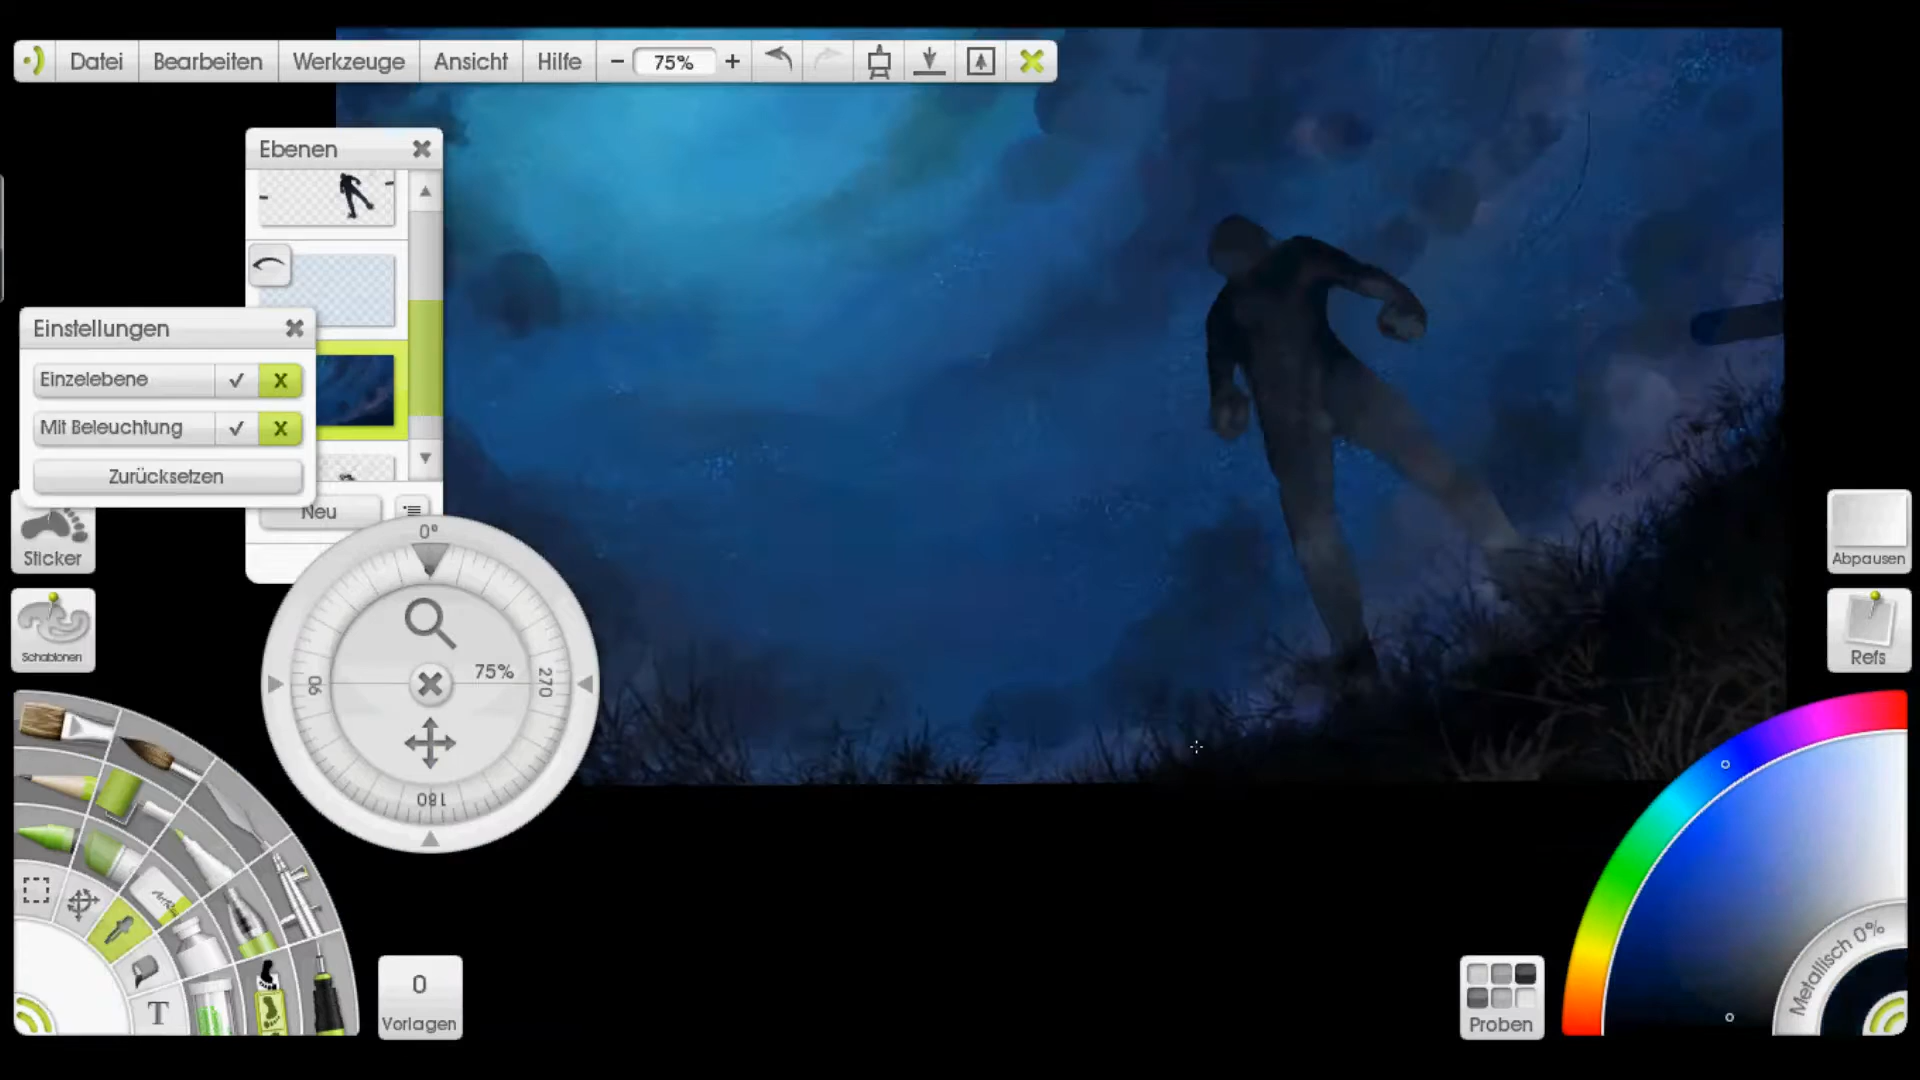 Datei Bearbeiten Werkzeuge Ansicht Hilfe − 75% +
Ebenen
Einstellungen
Einzelebene
Mit Beleuchtung
Zurücksetzen
Neu
Sticker
Schablonen
0°
75%
90
270
180
0
Vorlagen
T
Abpausen
Refs
Proben
Metallisch 0%